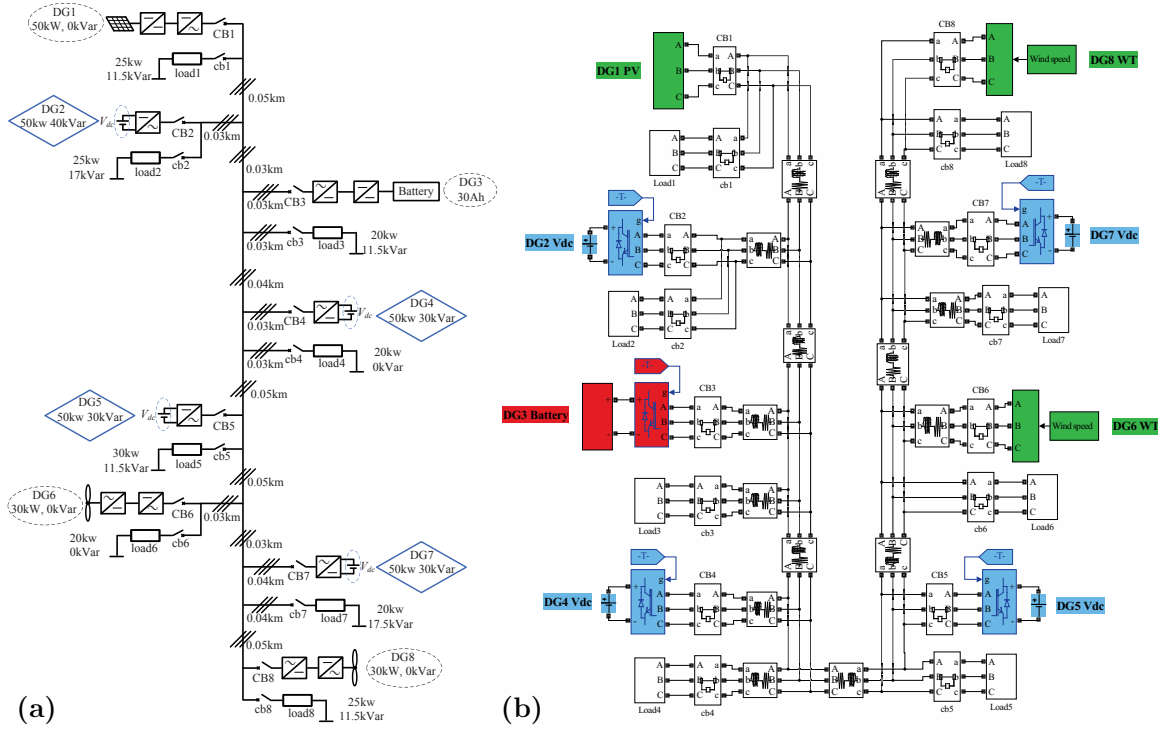 DG1
50kW, 0kVar
CB1
25kw
11.5kVar
load1
cb1
0.05km
DG2
50kw 40kVar
Vdc
CB2
0.03km
25kw
17kVar
load2
cb2
0.03km
0.03km
CB3
Battery
DG3
30Ah
0.03km
cb3
load3
20kw
11.5kVar
0.04km
0.03km
CB4
Vdc
DG4
50kw 30kVar
0.03km
cb4
load4
20kw
0kVar
0.05km
DG5
50kw 30kVar
Vdc
CB5
30kw
11.5kVar
load5
cb5
0.05km
DG6
30kW, 0kVar
CB6
0.03km
20kw
0kVar
load6
cb6
0.03km
0.04km
CB7
Vdc
DG7
50kw 30kVar
0.04km
cb7
load7
20kw
17.5kVar
0.05km
CB8
DG8
30kW, 0kVar
cb8
load8
25kw
11.5kVar
(a)
DG1 PV
A
B
C
CB1
a A
b B
c C
Load1
A
B
C
cb1
A a
B b
C c
a b c
A B C
DG2 Vdc
-T-
+
-
g
A
B
C
CB2
A a
B b
C c
A a
B b
C c
Load2
A
B
C
cb2
A a
B b
C c
a b c
A B C
DG3 Battery
+
-
-T-
+
-
g
A
B
C
CB3
A a
B b
C c
a A
b B
c C
Load3
A
B
C
cb3
A a
B b
C c
a A
b B
c C
A B C
a b c
DG4 Vdc
-T-
+
-
g
A
B
C
CB4
A a
B b
C c
a A
b B
c C
Load4
A
B
C
cb4
A a
B b
C c
a A
b B
c C
A a
B b
C c
CB8
a A
b B
c C
A
B
C
Wind speed
DG8 WT
cb8
A a
B b
C c
A
B
C
Load8
a b c
A B C
-T-
CB7
A a
B b
C c
a A
b B
c C
g
A
B
C
+
-
DG7 Vdc
A a
B b
C c
cb7
A a
B b
C c
A
B
C
Load7
a b c
A B C
CB6
A a
B b
C c
A a
B b
C c
A
B
C
Wind speed
DG6 WT
cb6
A a
B b
C c
A
B
C
Load6
A B C
a b c
-T-
CB5
a A
b B
c C
g
A
B
C
+
-
DG5 Vdc
cb5
A a
B b
C c
A
B
C
Load5
(b)